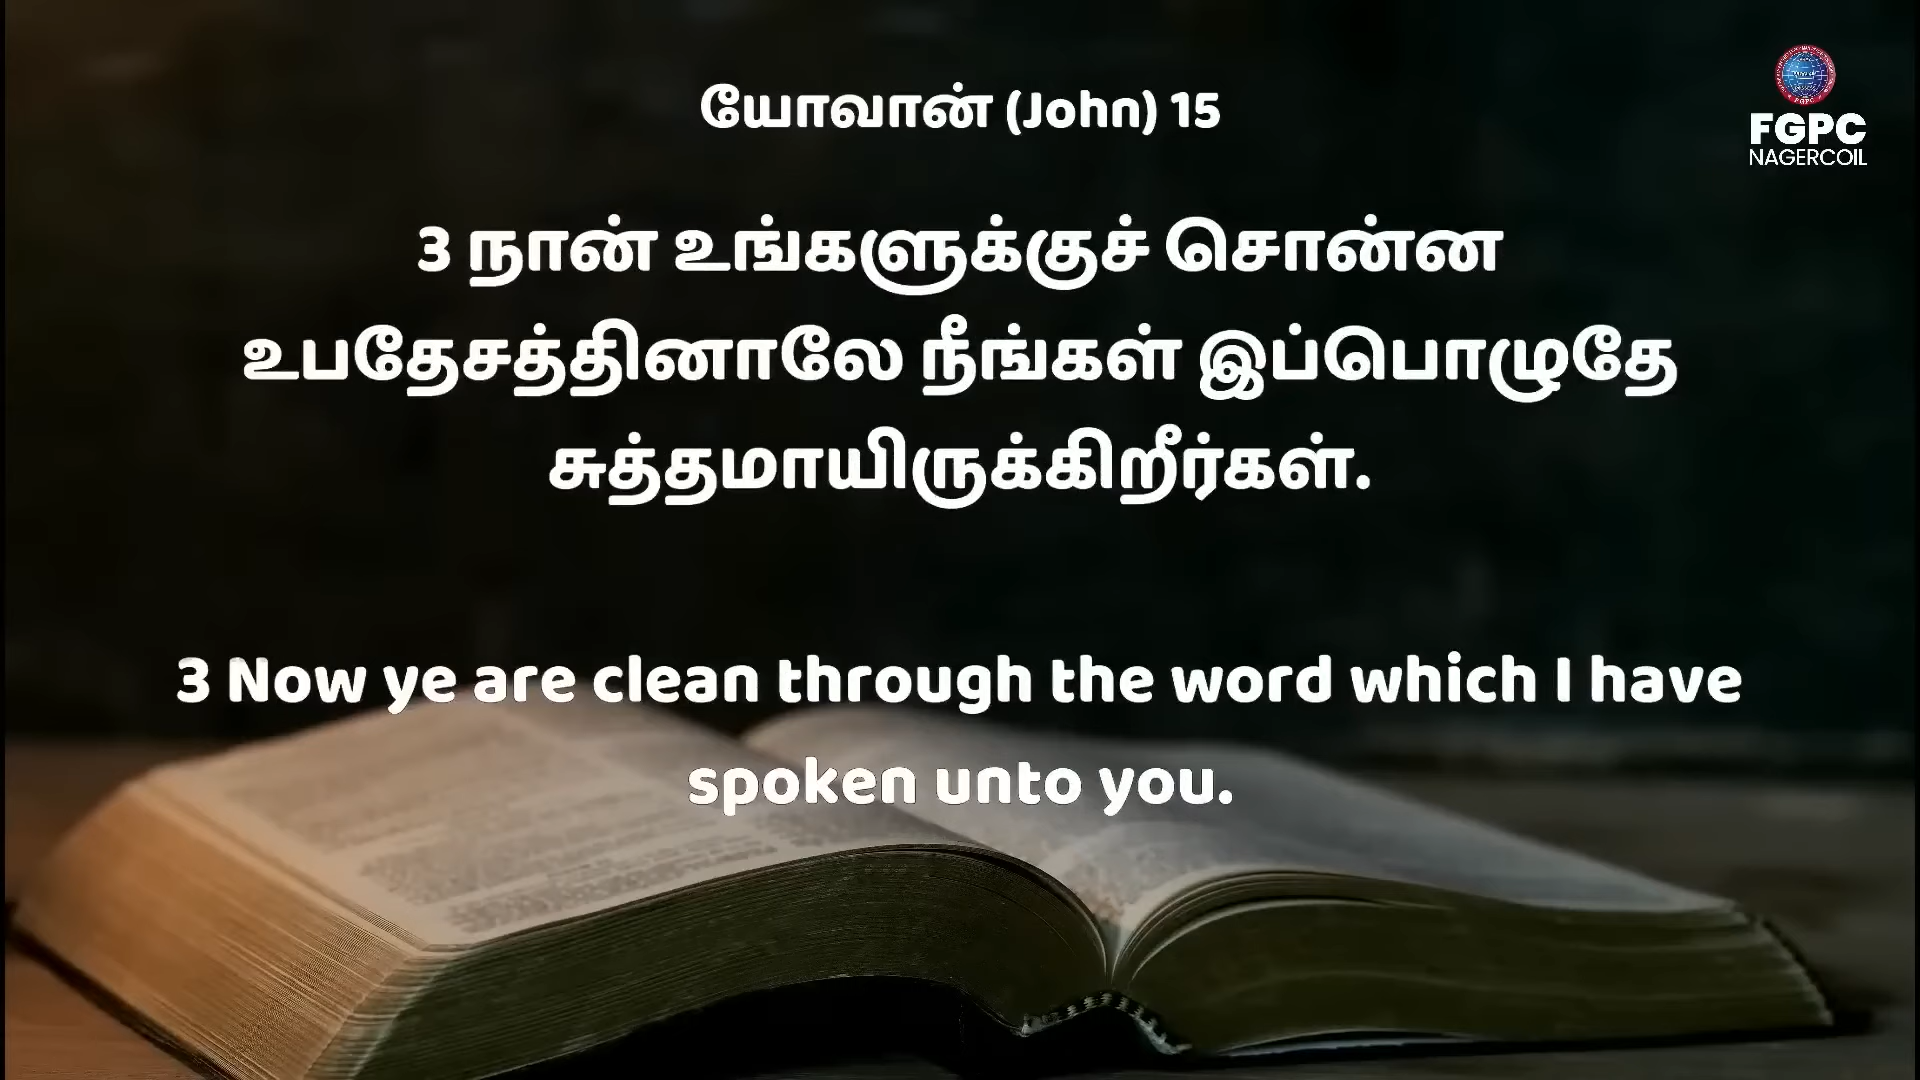 யோவான் (John) 15
FGPC
NAGERCOIL
3 நான் உங்களுக்குச் சொன்ன
உபதேசத்தினாலே நீங்கள் இப்பொழுதே
சுத்தமாயிருக்கிறீர்கள்.
3 Now ye are clean through the word which I have
spoken unto you.